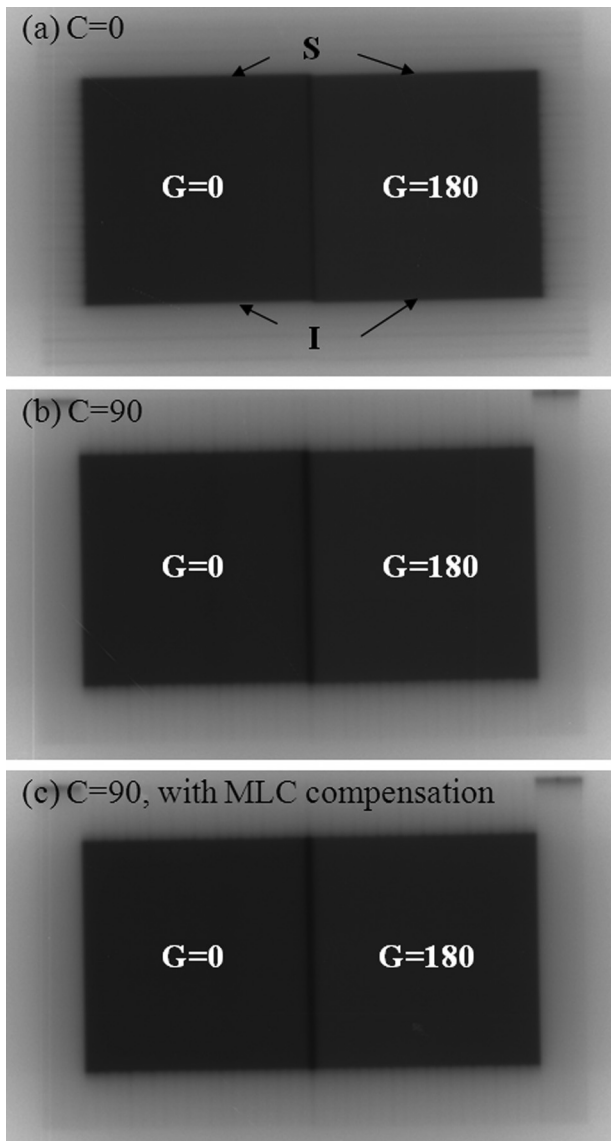 (a) C=0
S
G=0 G=180
I
(b) C=90
G=0 G=180
(c) C=90, with MLC compensation
G=0 G=180